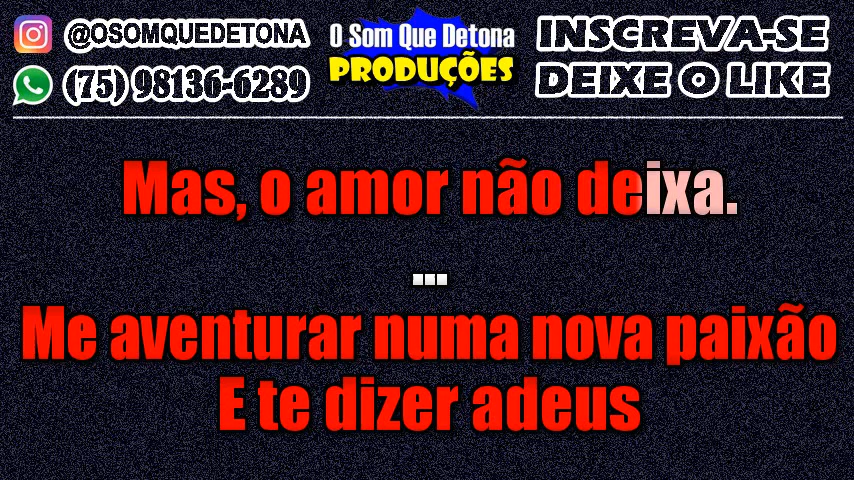 @OSOMQUEDETONA
(75) 98136-6289
O Som Que Detona
PRODUÇÕES
INSCREVA-SE
DEIXE O LIKE
Mas, o amor não deixa.
...
Me aventurar numa nova paixão
E te dizer adeus